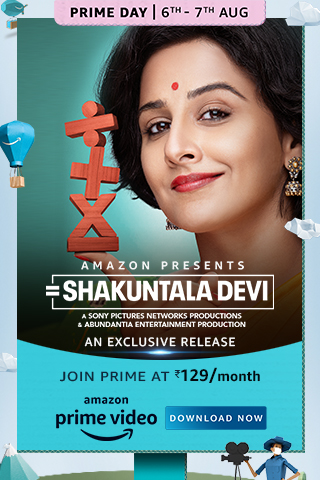 PRIME DAY | 6TH - 7TH AUG
AMAZON PRESENTS
=SHAKUNTALA DEVI
A SONY PICTURES NETWORKS PRODUCTIONS
& ABUNDANTIA ENTERTAINMENT PRODUCTION
AN EXCLUSIVE RELEASE
JOIN PRIME AT ₹129/month
amazon
prime video
DOWNLOAD NOW